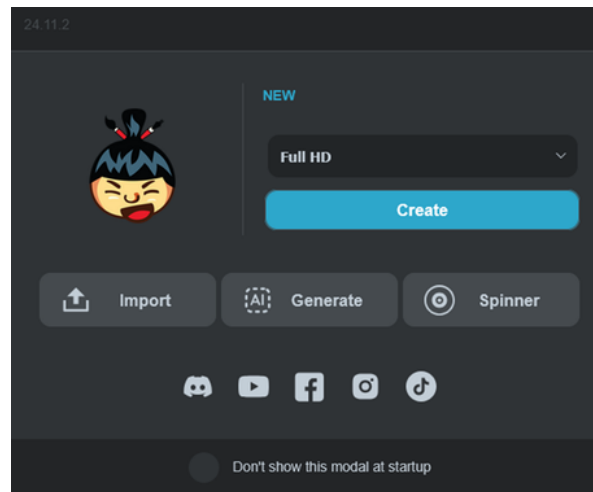 24.11.2
NEW
Full HD
Create
Import
AI Generate
Spinner
Don't show this modal at startup